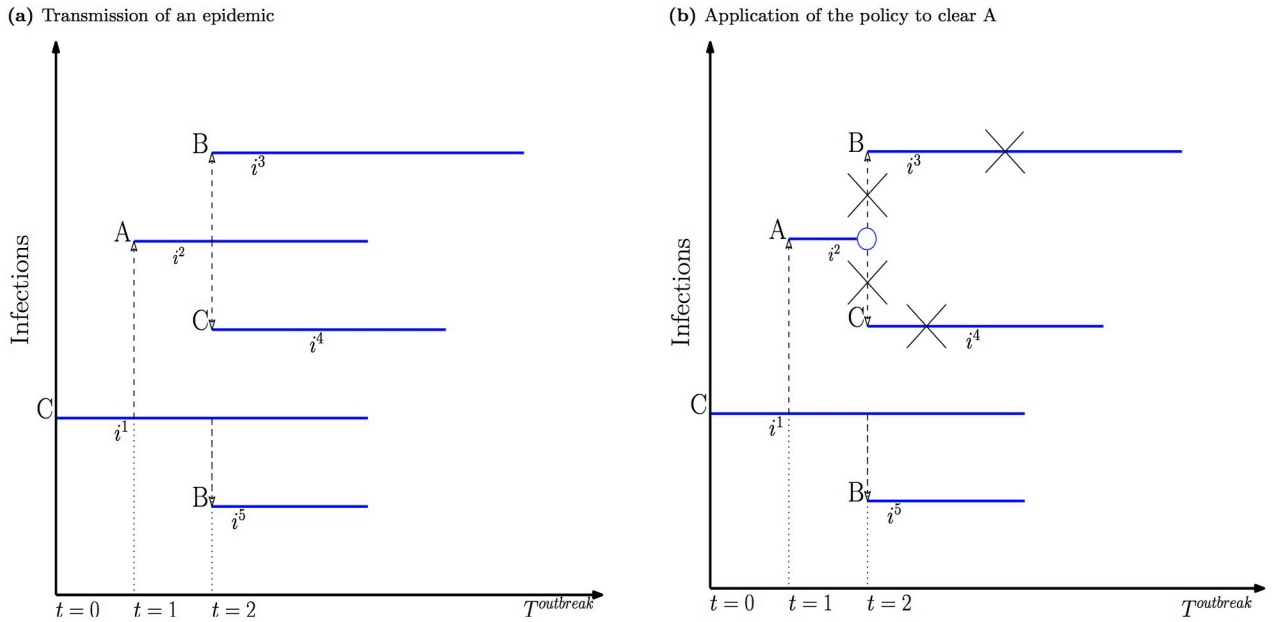 (a) Transmission of an epidemic
Infections
B
i³
A
i²
C
i⁴
C
i¹
B
i⁵
t = 0 t = 1 t = 2 T^outbreak
(b) Application of the policy to clear A
Infections
B
i³
A
i²
C
i⁴
C
i¹
B
i⁵
t = 0 t = 1 t = 2 T^outbreak